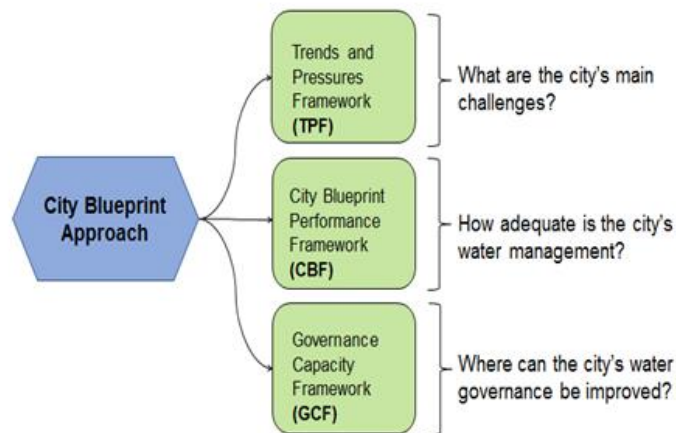 Trends and
Pressures
Framework
(TPF)
What are the city's main
challenges?
City Blueprint
Approach
City Blueprint
Performance
Framework
(CBF)
How adequate is the city's
water management?
Governance
Capacity
Framework
(GCF)
Where can the city's water
governance be improved?